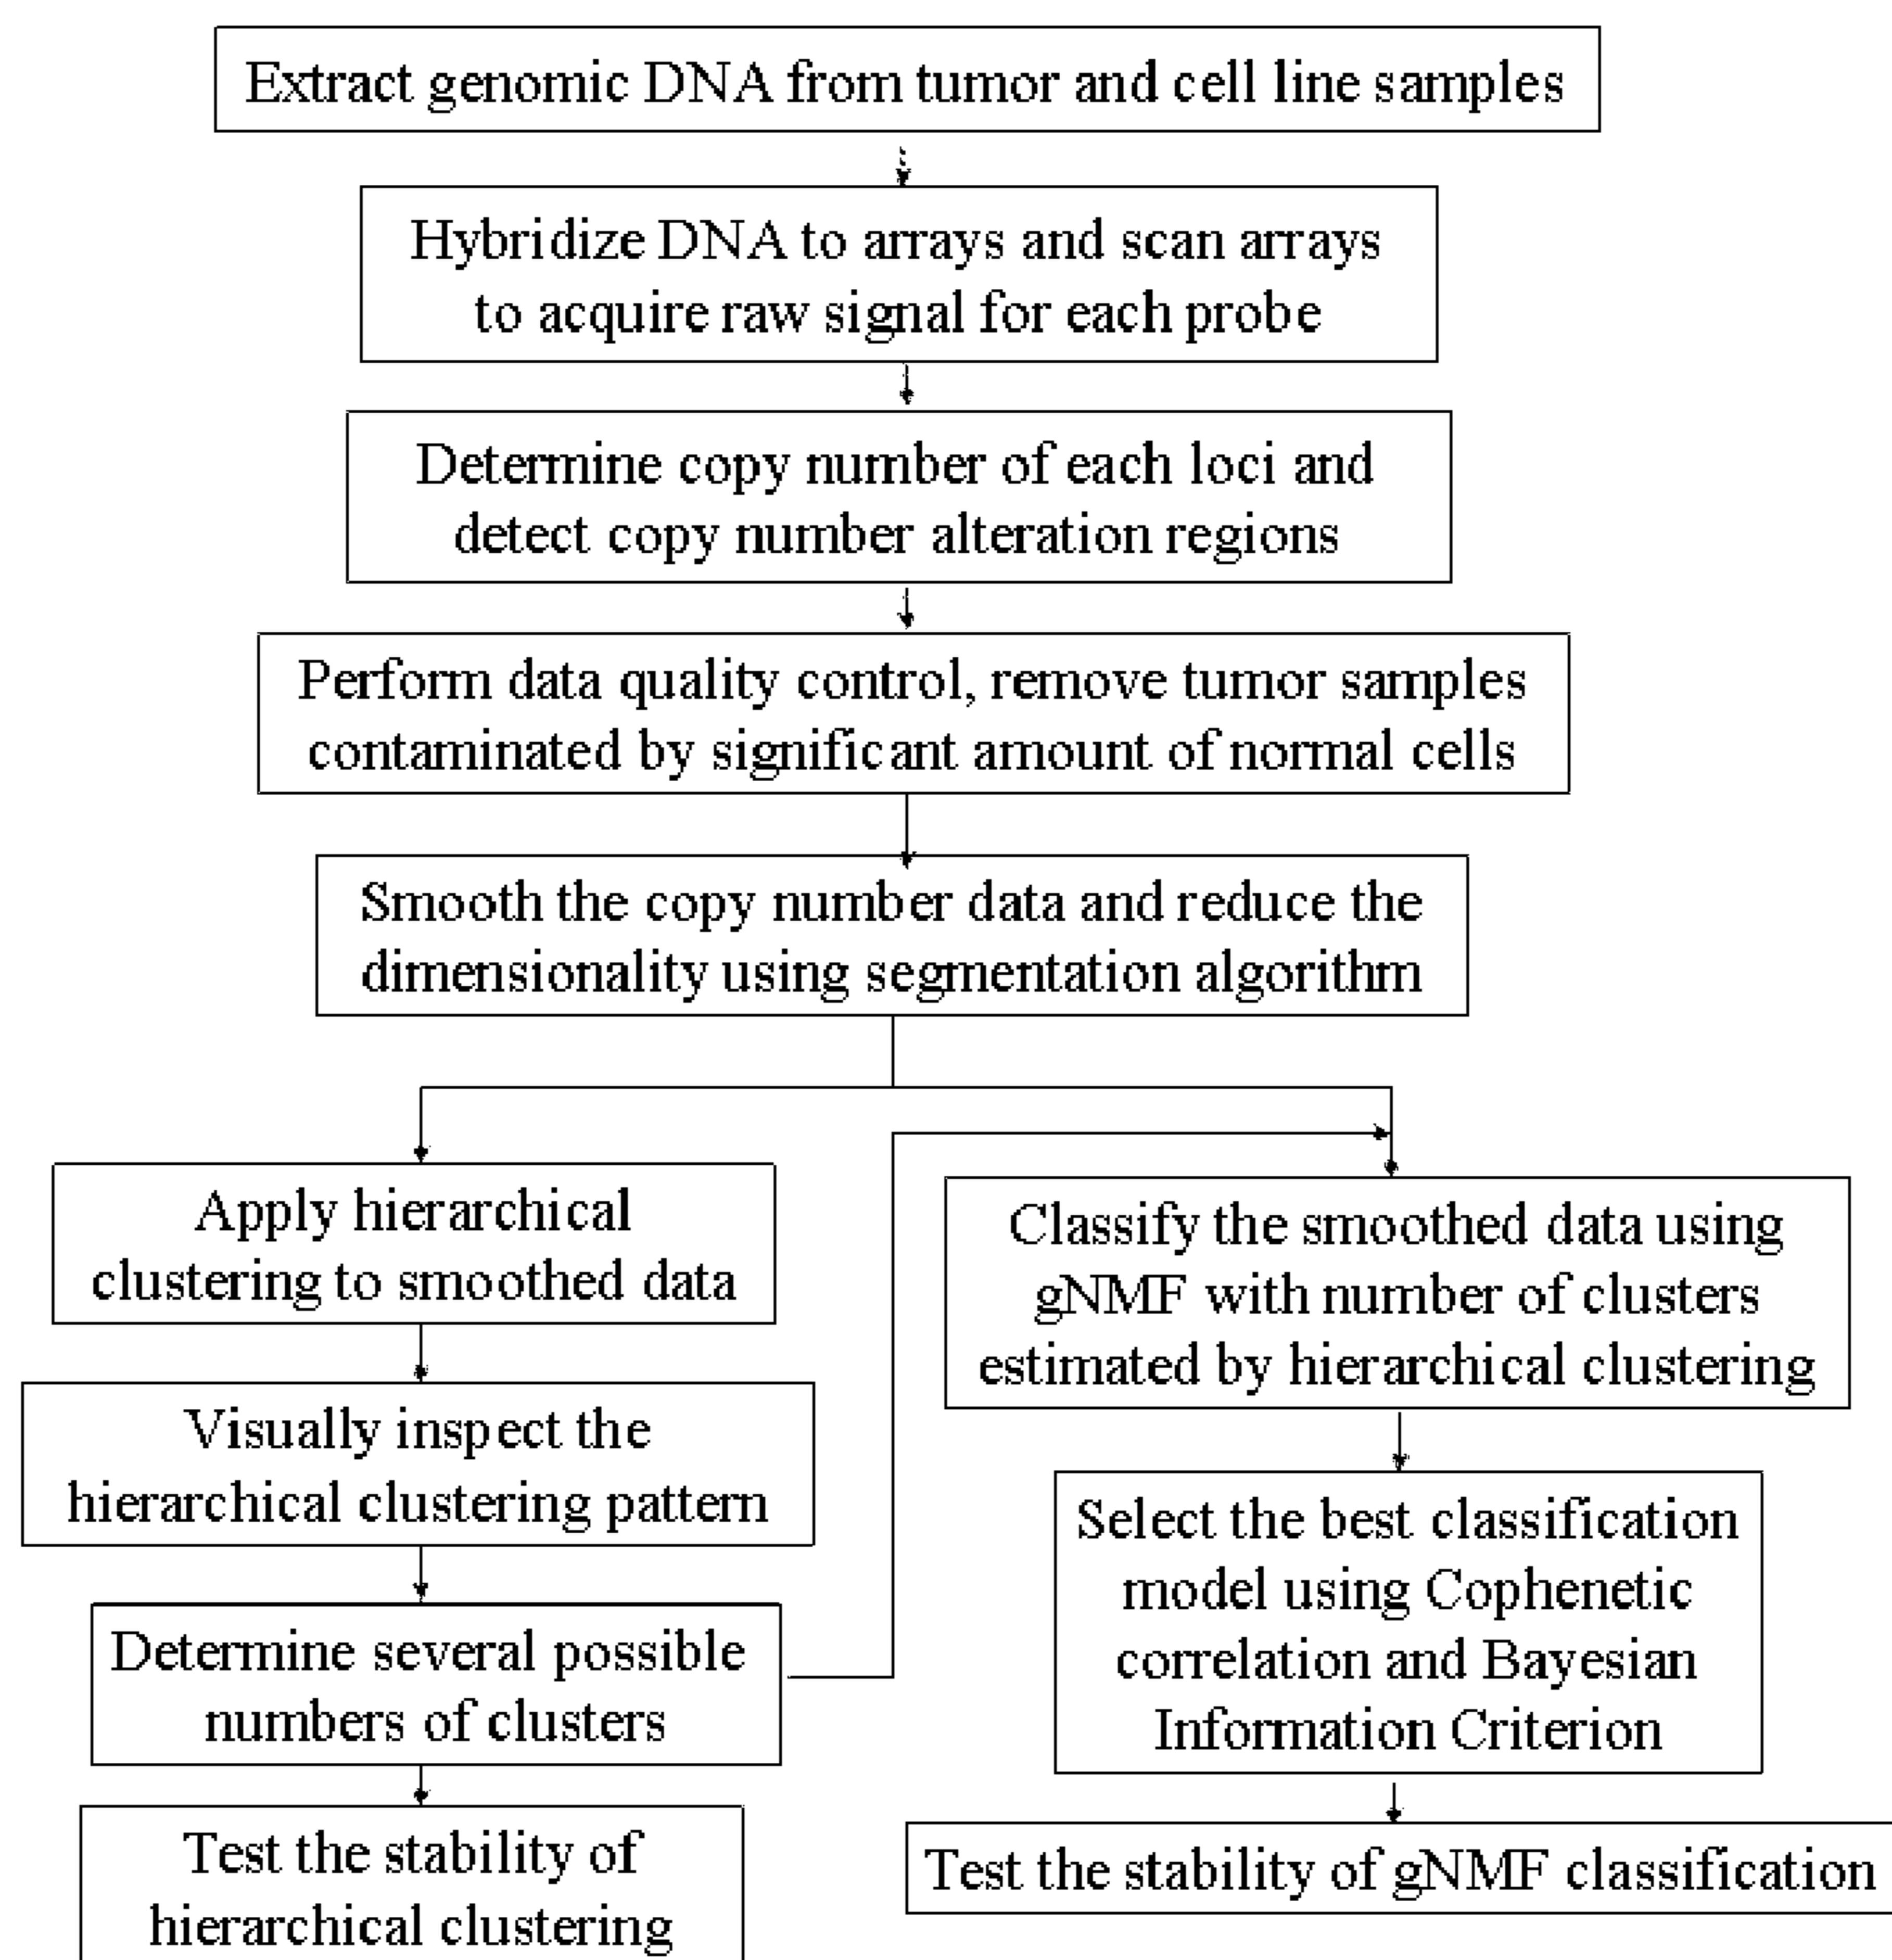 Extract genomic DNA from tumor and cell line samples
Hybridize DNA to arrays and scan arrays
to acquire raw signal for each probe
Determine copy number of each loci and
detect copy number alteration regions
Perform data quality control, remove tumor samples
contaminated by significant amount of normal cells
Smooth the copy number data and reduce the
dimensionality using segmentation algorithm
Apply hierarchical
clustering to smoothed data
Visually inspect the
hierarchical clustering pattern
Determine several possible
numbers of clusters
Test the stability of
hierarchical clustering
Classify the smoothed data using
gNMF with number of clusters
estimated by hierarchical clustering
Select the best classification
model using Cophenetic
correlation and Bayesian
Information Criterion
Test the stability of gNMF classification